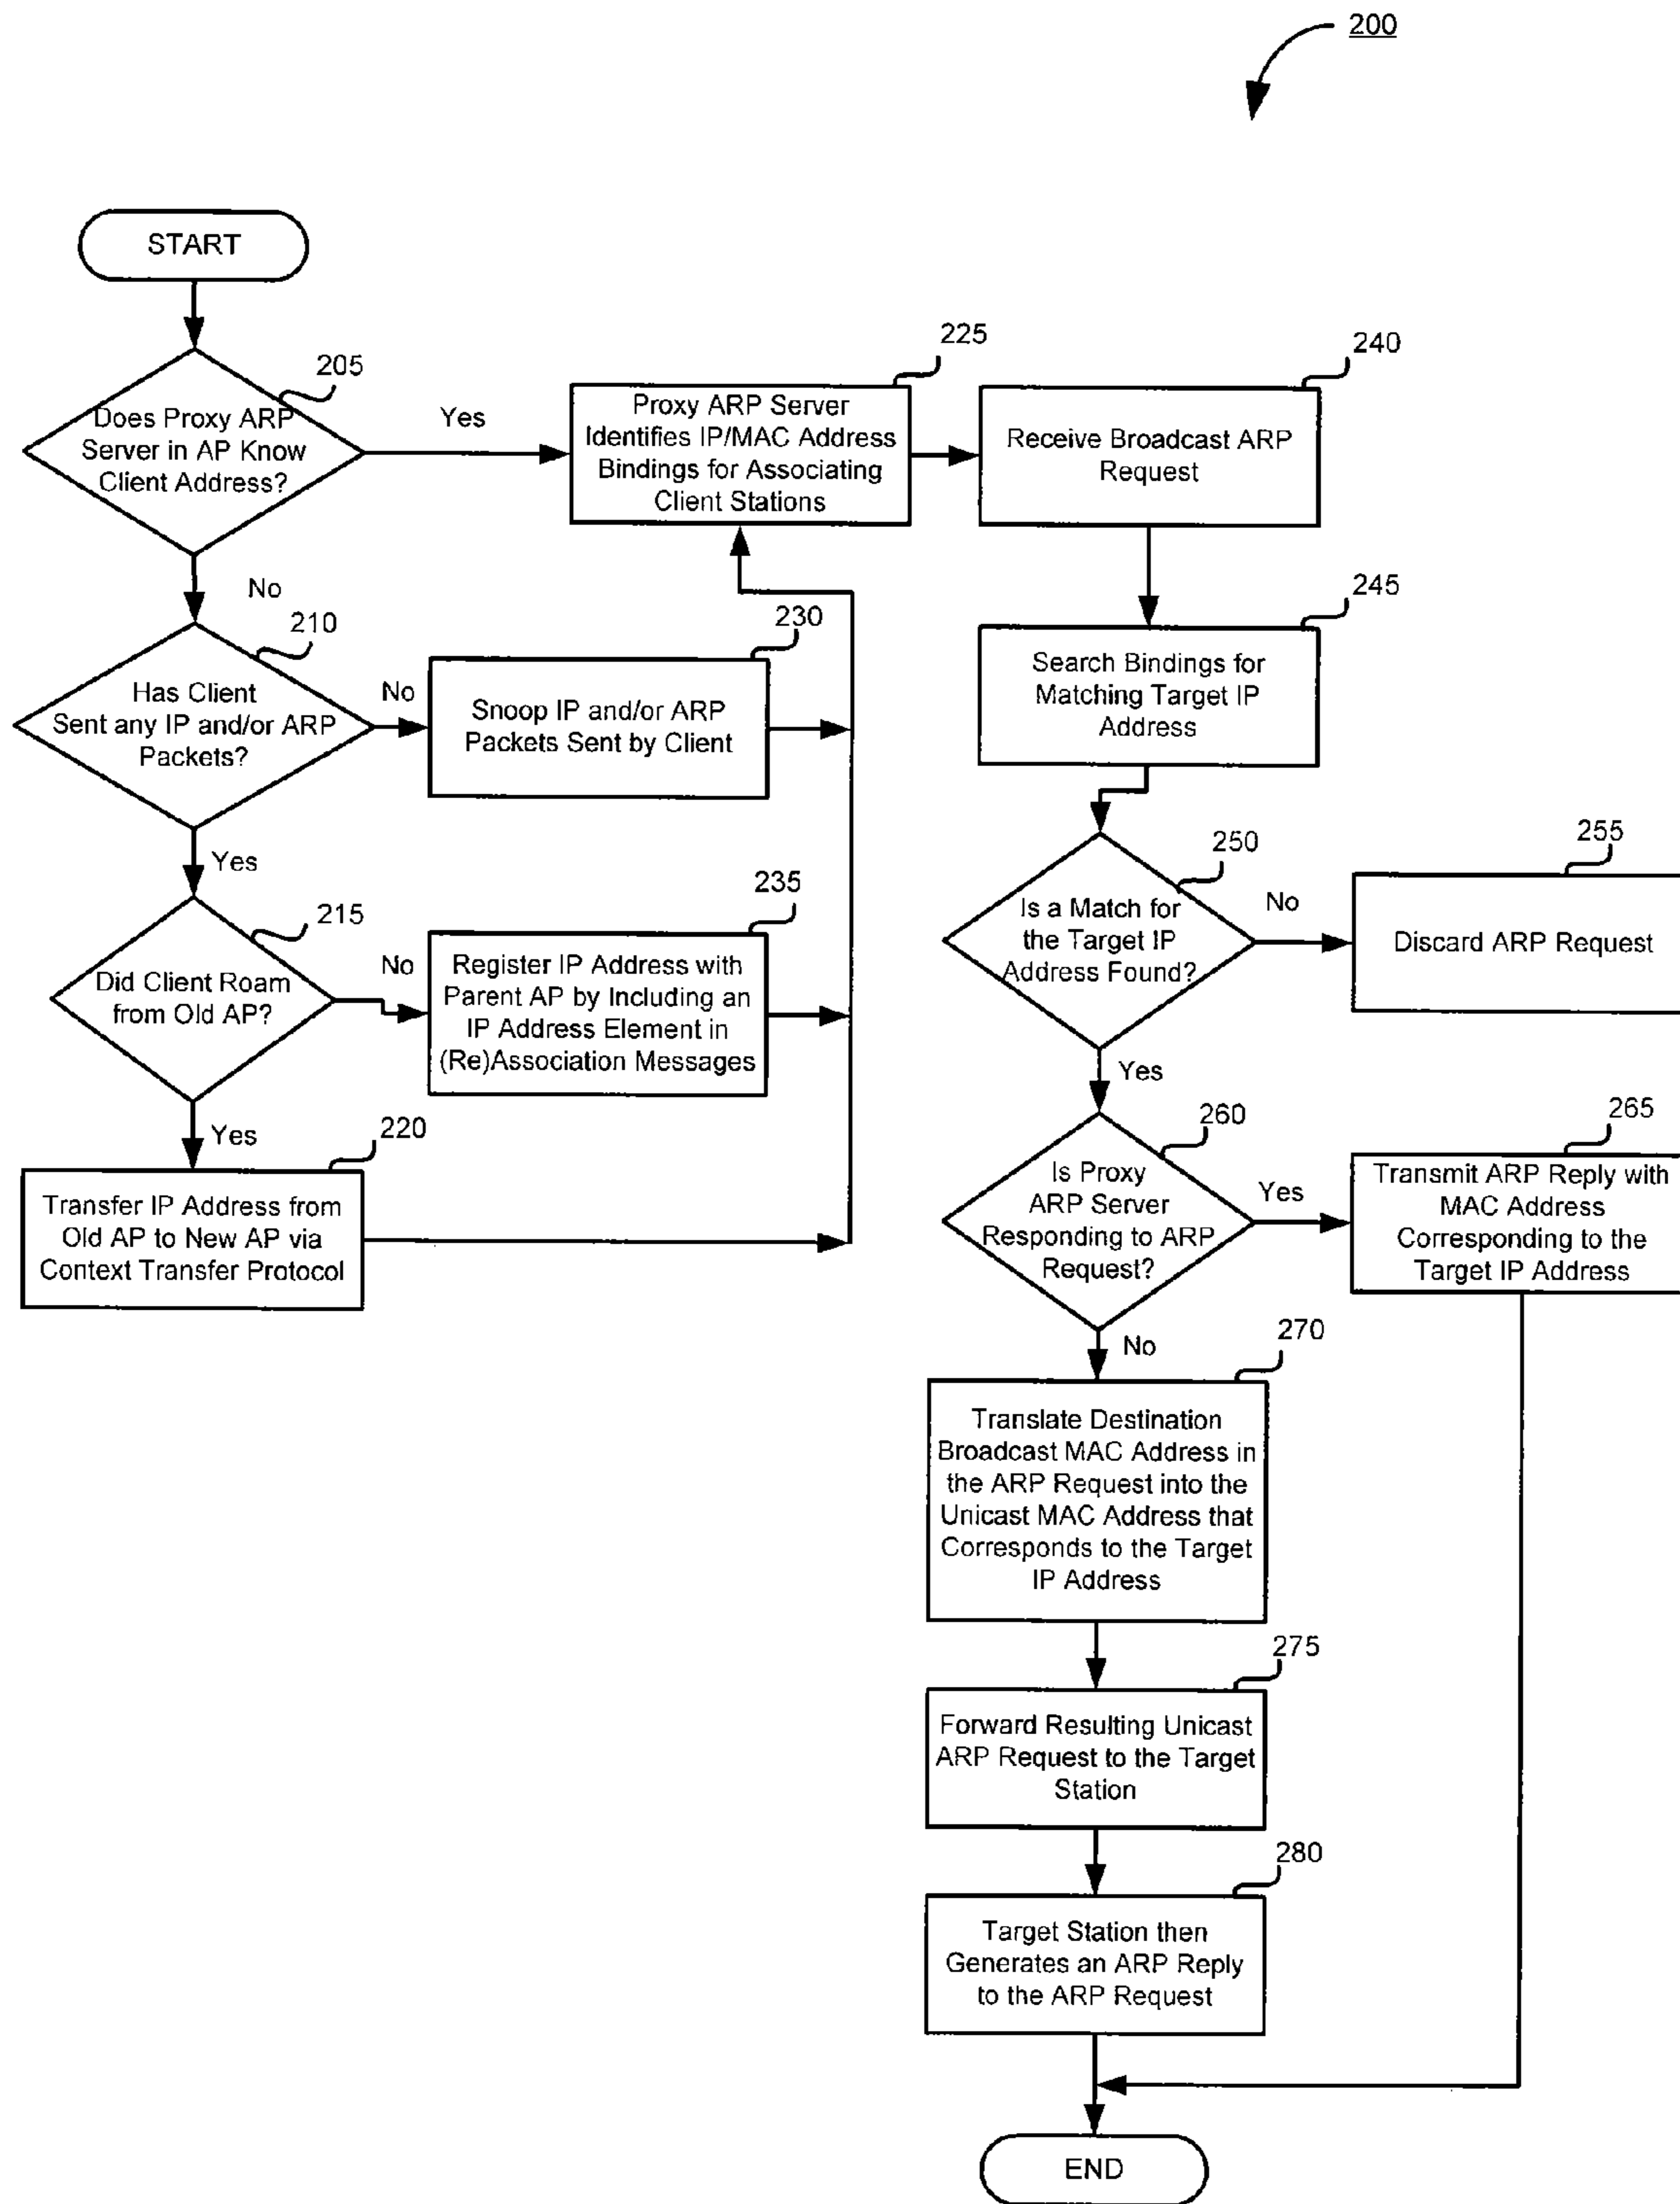 200
START
205
Does Proxy ARP
Server in AP Know
Client Address?
Yes
No
225
Proxy ARP Server
Identifies IP/MAC Address
Bindings for Associating
Client Stations
240
Receive Broadcast ARP
Request
210
Has Client
Sent any IP and/or ARP
Packets?
No
Yes
230
Snoop IP and/or ARP
Packets Sent by Client
245
Search Bindings for
Matching Target IP
Address
215
Did Client Roam
from Old AP?
No
Yes
235
Register IP Address with
Parent AP by Including an
IP Address Element in
(Re)Association Messages
250
Is a Match for
the Target IP
Address Found?
No
Yes
255
Discard ARP Request
220
Transfer IP Address from
Old AP to New AP via
Context Transfer Protocol
260
Is Proxy
ARP Server
Responding to ARP
Request?
Yes
No
265
Transmit ARP Reply with
MAC Address
Corresponding to the
Target IP Address
270
Translate Destination
Broadcast MAC Address in
the ARP Request into the
Unicast MAC Address that
Corresponds to the Target
IP Address
275
Forward Resulting Unicast
ARP Request to the Target
Station
280
Target Station then
Generates an ARP Reply
to the ARP Request
END